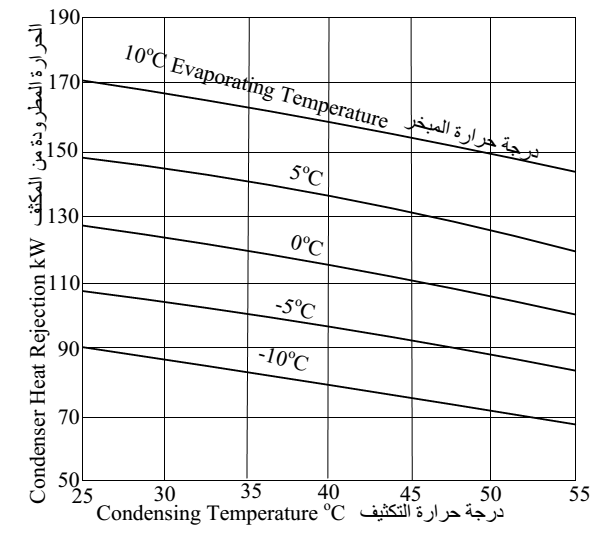 190
170
150
130
110
90
70
50
25 30 35 40 45 50 55
الحرارة المطرودة من المكثف
Condenser Heat Rejection kW
10°C Evaporating Temperature درجة حرارة المبخر
5°C
0°C
-5°C
-10°C
Condensing Temperature °C درجة حرارة التكثيف